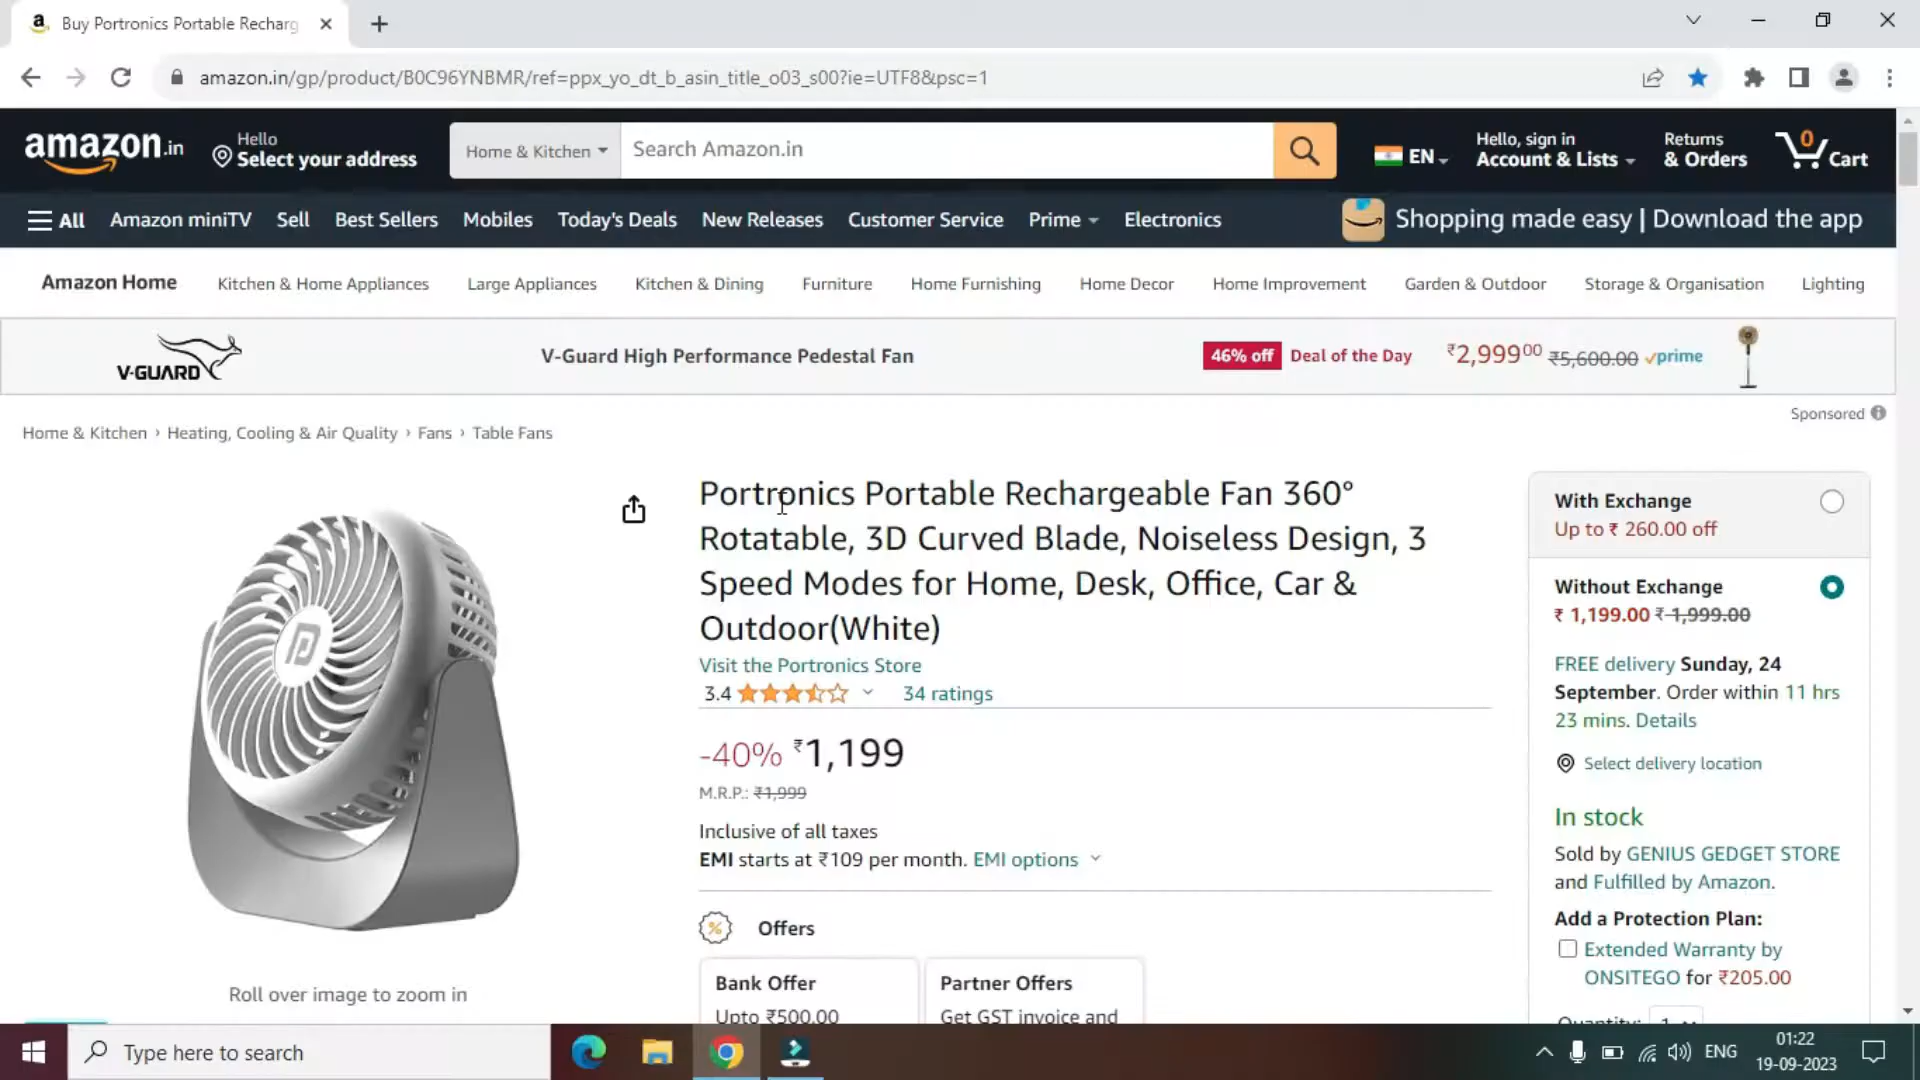 Buy Portronics Portable Recharg
amazon.in/gp/product/B0C96YNBMR/ref=ppx_yo_dt_b_asin_title_o03_s00?ie=UTF8&psc=1
amazon.in
Hello
Select your address
Home & Kitchen
Search Amazon.in
EN
Hello, sign in
Account & Lists
Returns
& Orders
0
Cart
All
Amazon miniTV
Sell
Best Sellers
Mobiles
Today's Deals
New Releases
Customer Service
Prime
Electronics
Shopping made easy | Download the app
Amazon Home
Kitchen & Home Appliances
Large Appliances
Kitchen & Dining
Furniture
Home Furnishing
Home Decor
Home Improvement
Garden & Outdoor
Storage & Organisation
Lighting
V-GUARD
V-Guard High Performance Pedestal Fan
46% off
Deal of the Day
₹2,99900
₹5,600.00
prime
Sponsored
Home & Kitchen › Heating, Cooling & Air Quality › Fans › Table Fans
Portronics Portable Rechargeable Fan 360°
Rotatable, 3D Curved Blade, Noiseless Design, 3
Speed Modes for Home, Desk, Office, Car &
Outdoor(White)
Visit the Portronics Store
3.4
34 ratings
-40% ₹1,199
M.R.P.: ₹1,999
Inclusive of all taxes
EMI starts at ₹109 per month. EMI options
Offers
Bank Offer
Upto ₹500.00
Partner Offers
Get GST invoice and
Roll over image to zoom in
With Exchange
Up to ₹ 260.00 off
Without Exchange
₹ 1,199.00 ₹ 1,999.00
FREE delivery Sunday, 24
September. Order within 11 hrs
23 mins. Details
Select delivery location
In stock
Sold by GENIUS GEDGET STORE
and Fulfilled by Amazon.
Add a Protection Plan:
Extended Warranty by
ONSITEGO for ₹205.00
Quantity: 1
Type here to search
ENG
01:22
19-09-2023